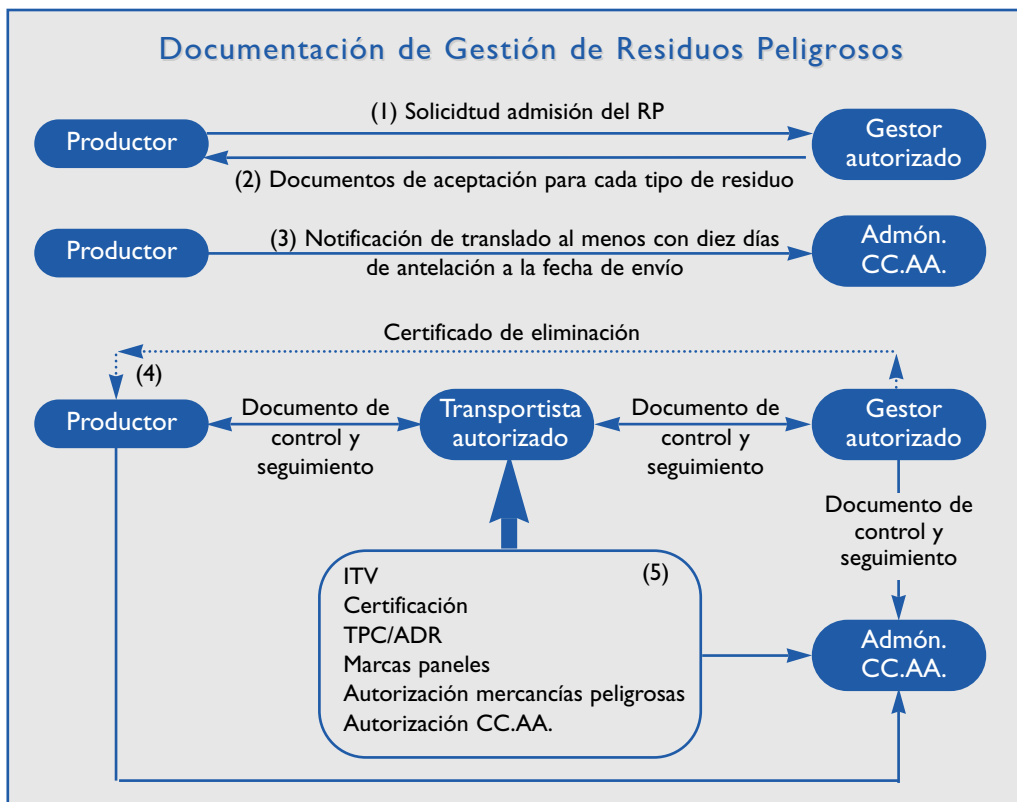 Documentación de Gestión de Residuos Peligrosos
(1) Solicidtud admisión del RP
Productor
Gestor
autorizado
(2) Documentos de aceptación para cada tipo de residuo
Productor
(3) Notificación de translado al menos con diez días
de antelación a la fecha de envío
Admón.
CC.AA.
Certificado de eliminación
(4)
Productor
Documento de
control y
seguimiento
Transportista
autorizado
Documento de
control y
seguimiento
Gestor
autorizado
Documento de
control y
seguimiento
(5)
ITV
Certificación
TPC/ADR
Marcas paneles
Autorización mercancías peligrosas
Autorización CC.AA.
Admón.
CC.AA.